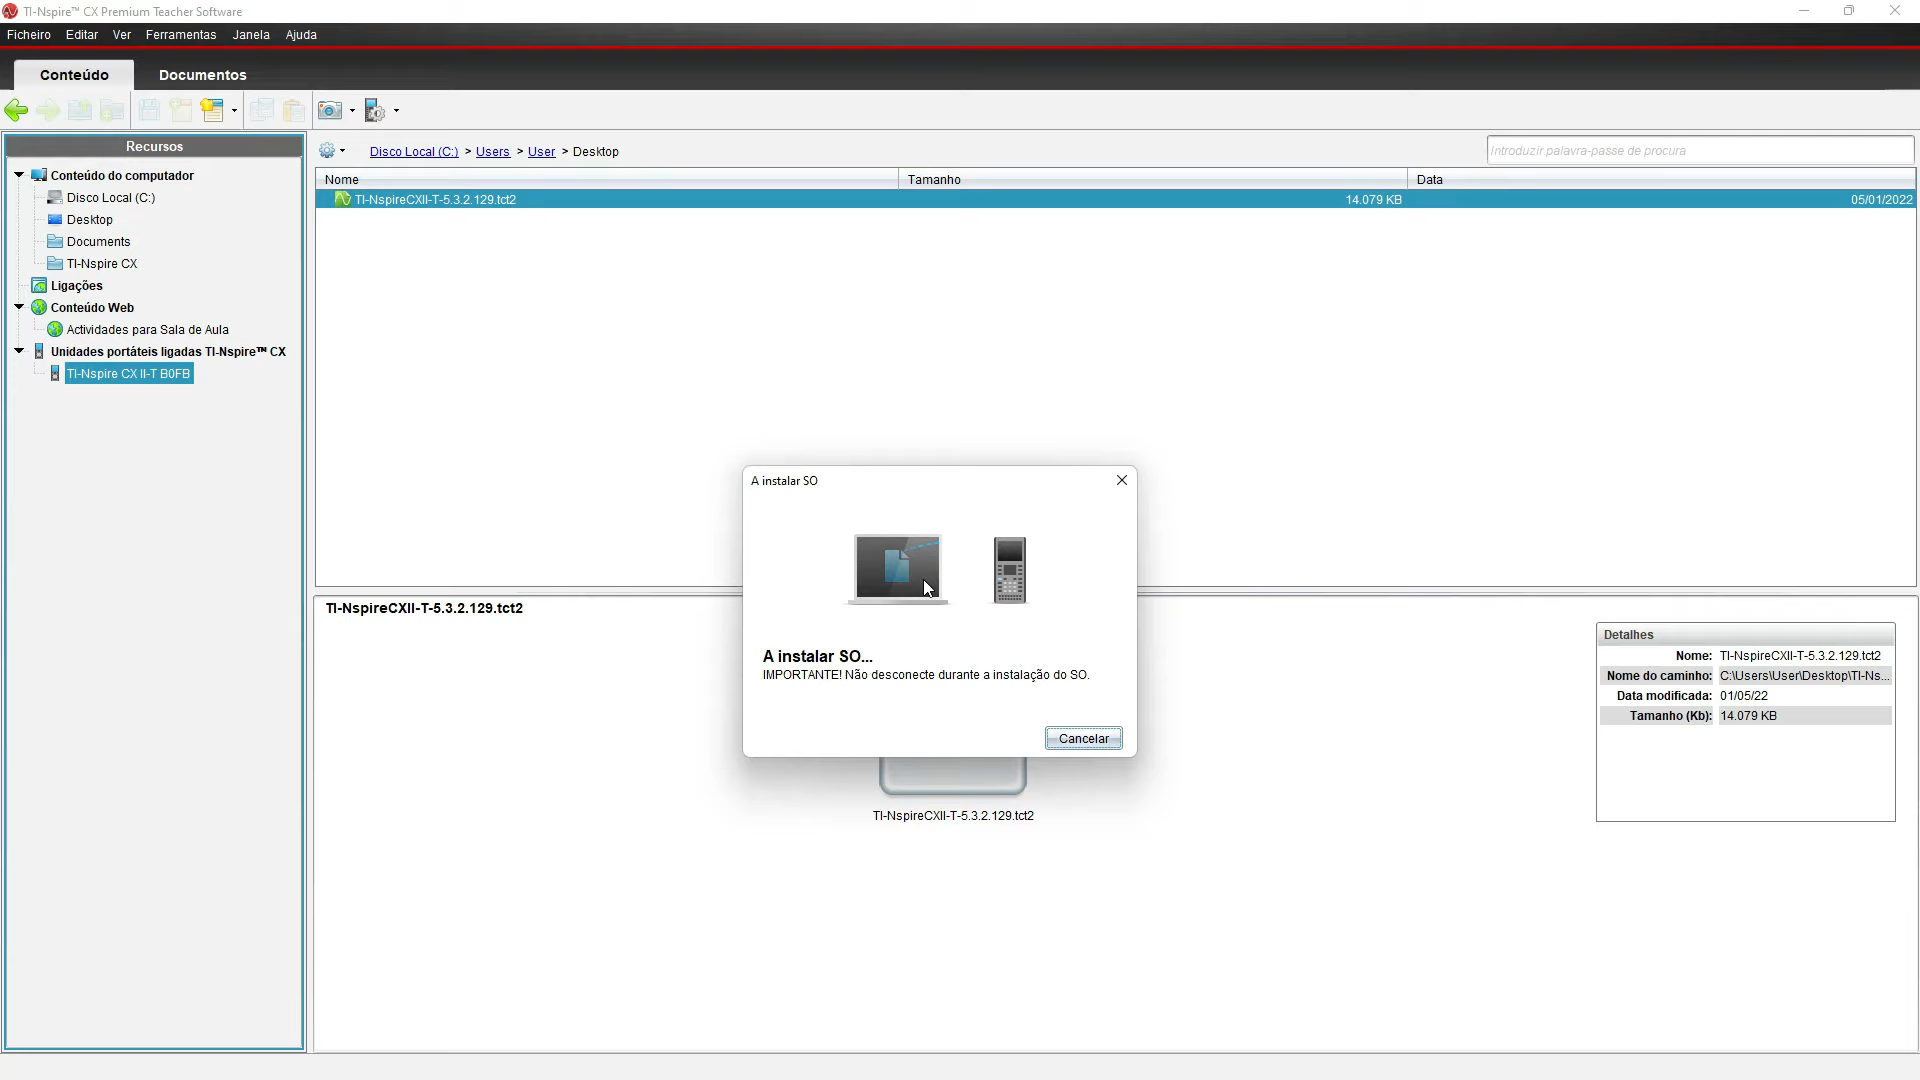 TI-Nspire™ CX Premium Teacher Software
Ficheiro Editar Ver Ferramentas Janela Ajuda
Conteúdo Documentos
Recursos
Conteúdo do computador
Disco Local (C:)
Desktop
Documents
TI-Nspire CX
Ligações
Conteúdo Web
Actividades para Sala de Aula
Unidades portáteis ligadas TI-Nspire™ CX
TI-Nspire CX II-T B0FB
Disco Local (C:) > Users > User > Desktop
Introduzir palavra-passe de procura
Nome Tamanho Data
TI-NspireCXII-T-5.3.2.129.tct2 14.079 KB 05/01/2022
A instalar SO
A instalar SO...
IMPORTANTE! Não desconecte durante a instalação do SO.
Cancelar
TI-NspireCXII-T-5.3.2.129.tct2
TI-NspireCXII-T-5.3.2.129.tct2
Detalhes
Nome: TI-NspireCXII-T-5.3.2.129.tct2
Nome do caminho: C:\Users\User\Desktop\TI-Ns...
Data modificada: 01/05/22
Tamanho (Kb): 14.079 KB